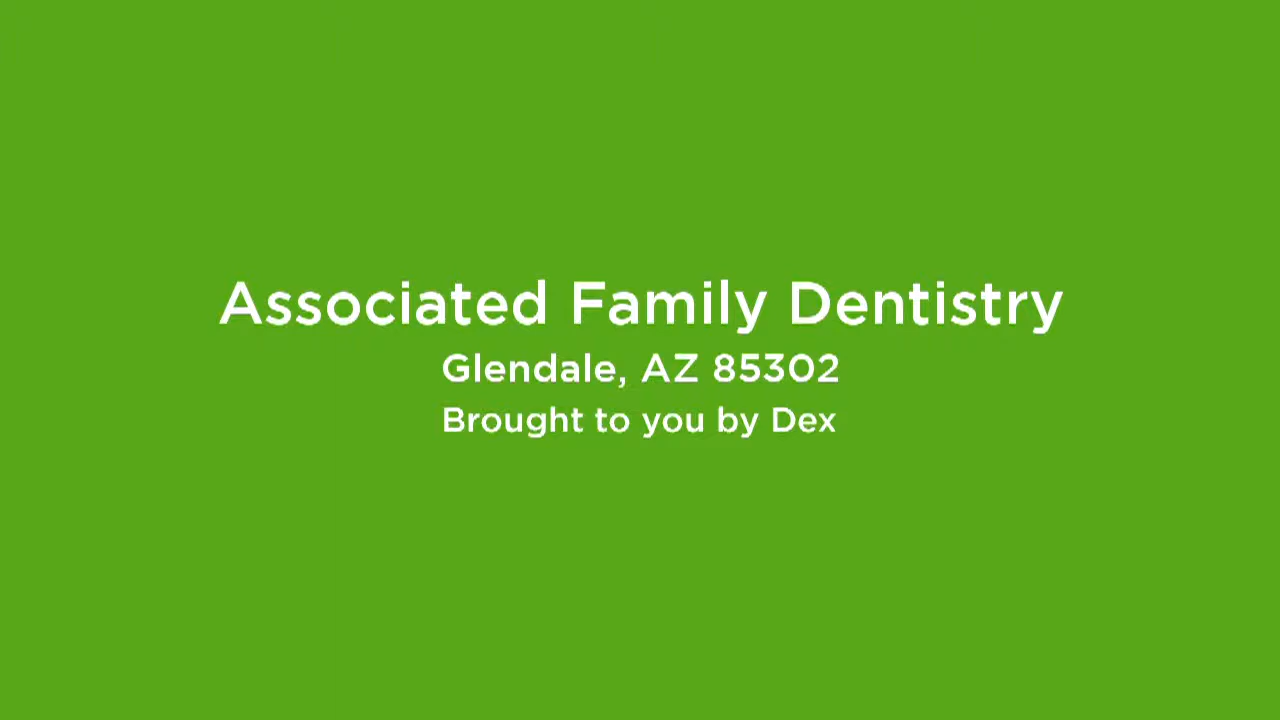 Associated Family Dentistry
Glendale, AZ 85302
Brought to you by Dex